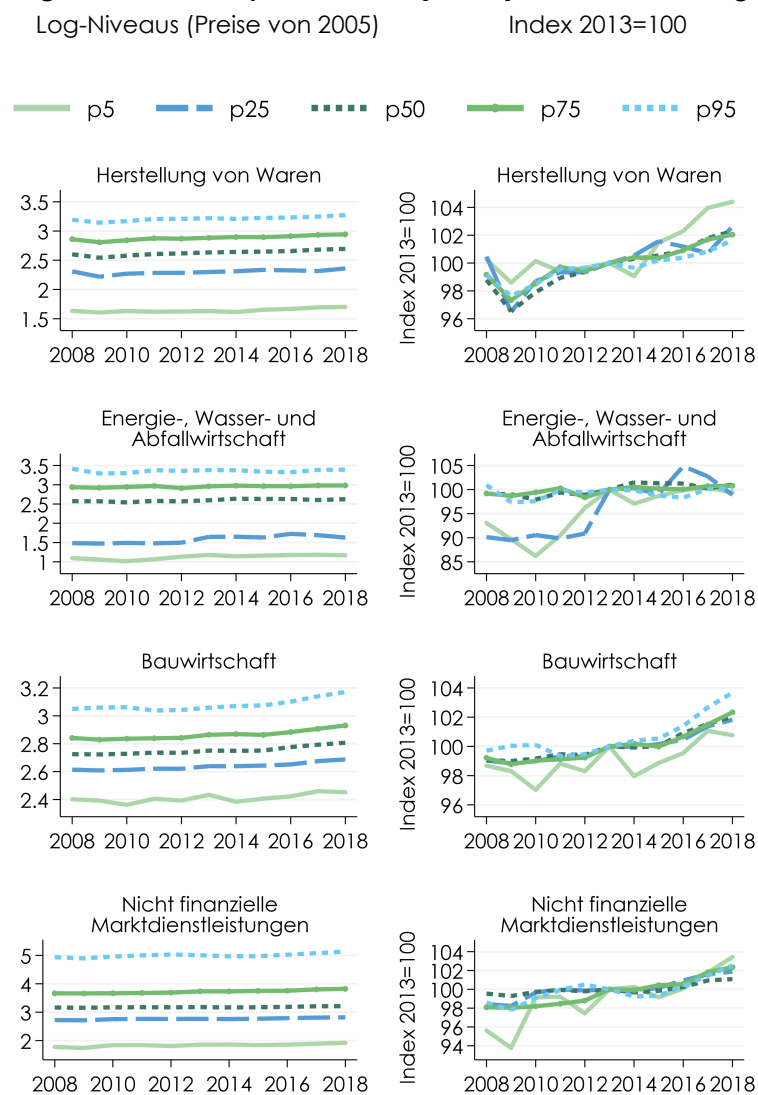 Log-Niveaus (Preise von 2005) Index 2013=100
p5 p25 p50 p75 p95
Herstellung von Waren
3.5
3
2.5
2
1.5
2008 2010 2012 2014 2016 2018
Herstellung von Waren
Index 2013=100
104
102
100
98
96
2008 2010 2012 2014 2016 2018
Energie-, Wasser- und
Abfallwirtschaft
3.5
3
2.5
2
1.5
1
2008 2010 2012 2014 2016 2018
Energie-, Wasser- und
Abfallwirtschaft
Index 2013=100
105
100
95
90
85
2008 2010 2012 2014 2016 2018
Bauwirtschaft
3.2
3
2.8
2.6
2.4
2008 2010 2012 2014 2016 2018
Bauwirtschaft
Index 2013=100
104
102
100
98
96
2008 2010 2012 2014 2016 2018
Nicht finanzielle
Marktdienstleistungen
5
4
3
2
2008 2010 2012 2014 2016 2018
Nicht finanzielle
Marktdienstleistungen
Index 2013=100
104
102
100
98
96
94
2008 2010 2012 2014 2016 2018